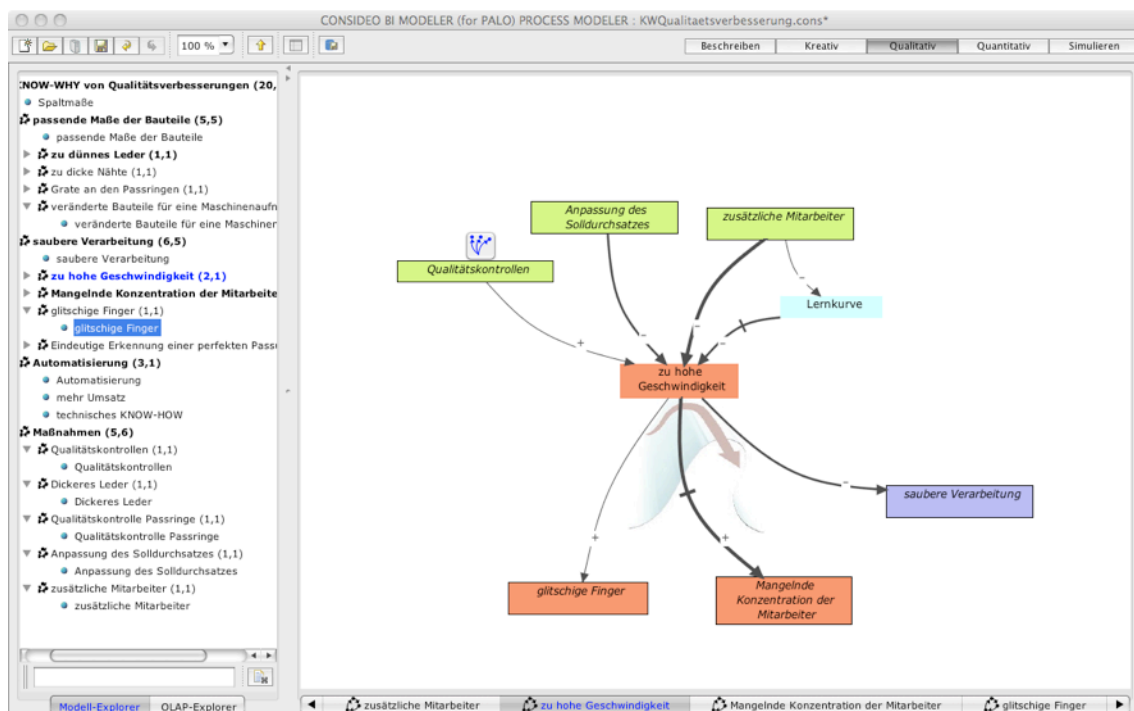 CONSIDEO BI MODELER (for PALO) PROCESS MODELER : KWQualitaetsverbesserung.cons*
100 %
Beschreiben Kreativ Qualitativ Quantitativ Simulieren
KNOW-WHY von Qualitätsverbesserungen (20,
Spaltmaße
passende Maße der Bauteile (5,5)
passende Maße der Bauteile
zu dünnes Leder (1,1)
zu dicke Nähte (1,1)
Grate an den Passringen (1,1)
veränderte Bauteile für eine Maschinenaufn
veränderte Bauteile für eine Maschiner
saubere Verarbeitung (6,5)
saubere Verarbeitung
zu hohe Geschwindigkeit (2,1)
Mangelnde Konzentration der Mitarbeite
glitschige Finger (1,1)
glitschige Finger
Eindeutige Erkennung einer perfekten Pass
Automatisierung (3,1)
Automatisierung
mehr Umsatz
technisches KNOW-HOW
Maßnahmen (5,6)
Qualitätskontrollen (1,1)
Qualitätskontrollen
Dickeres Leder (1,1)
Dickeres Leder
Qualitätskontrolle Passringe (1,1)
Qualitätskontrolle Passringe
Anpassung des Solldurchsatzes (1,1)
Anpassung des Solldurchsatzes
zusätzliche Mitarbeiter (1,1)
zusätzliche Mitarbeiter
Modell-Explorer OLAP-Explorer
Anpassung des
Solldurchsatzes
zusätzliche Mitarbeiter
Qualitätskontrollen
Lernkurve
-
+
-
-
-
zu hohe
Geschwindigkeit
-
saubere Verarbeitung
+
+
glitschige Finger
Mangelnde
Konzentration der
Mitarbeiter
zusätzliche Mitarbeiter zu hohe Geschwindigkeit Mangelnde Konzentration der Mitarbeiter glitschige Finger